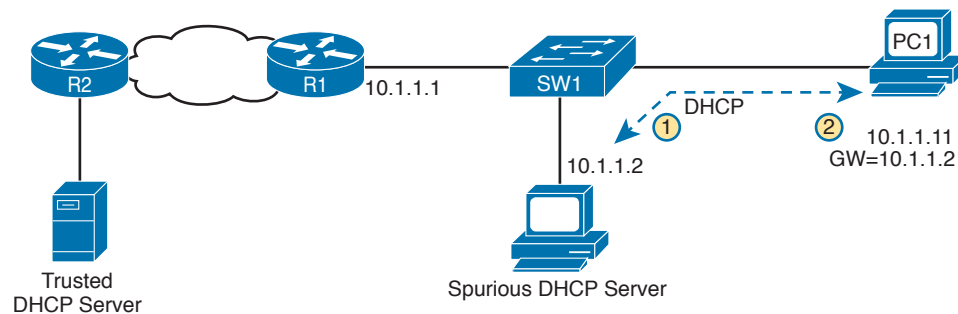 PC1
R2
R1
10.1.1.1
SW1
DHCP
1
2
10.1.1.11
GW=10.1.1.2
10.1.1.2
Trusted
DHCP Server
Spurious DHCP Server